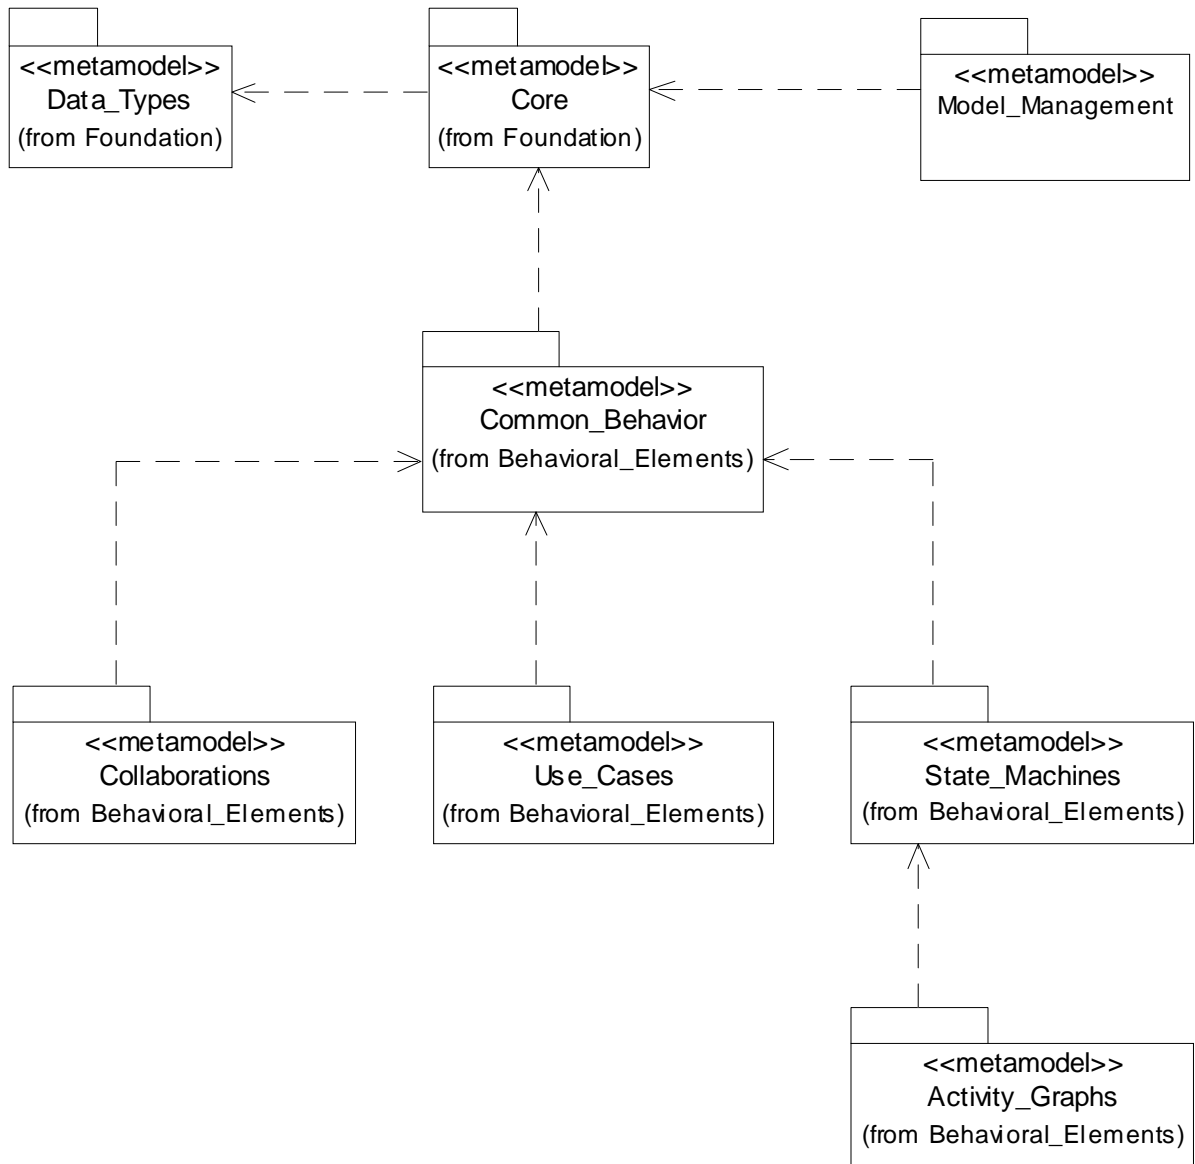 <<metamodel>>
Data_Types
(from Foundation)
<<metamodel>>
Core
(from Foundation)
<<metamodel>>
Model_Management
<<metamodel>>
Common_Behavior
(from Behavioral_Elements)
<<metamodel>>
Collaborations
(from Behavioral_Elements)
<<metamodel>>
Use_Cases
(from Behavioral_Elements)
<<metamodel>>
State_Machines
(from Behavioral_Elements)
<<metamodel>>
Activity_Graphs
(from Behavioral_Elements)